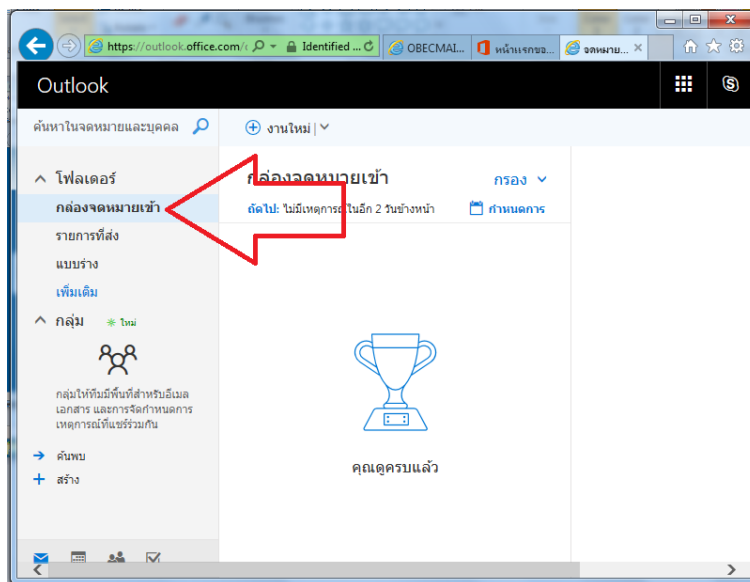 https://outlook.office.com/
Identified ...
OBECMAI...
หน้าแรกขอ...
จดหมาย...
Outlook
ค้นหาในจดหมายและบุคคล
งานใหม่ |
โฟลเดอร์
กล่องจดหมายเข้า
รายการที่ส่ง
แบบร่าง
เพิ่มเติม
กลุ่ม
ใหม่
กลุ่มให้ทีมมีพื้นที่สำหรับอีเมล
เอกสาร และการจัดกำหนดการ
เหตุการณ์ที่แชร์ร่วมกัน
ค้นพบ
สร้าง
กล่องจดหมายเข้า
กรอง
ถัดไป: ไม่มีเหตุการณ์ในอีก 2 วันข้างหน้า
กำหนดการ
คุณดูครบแล้ว